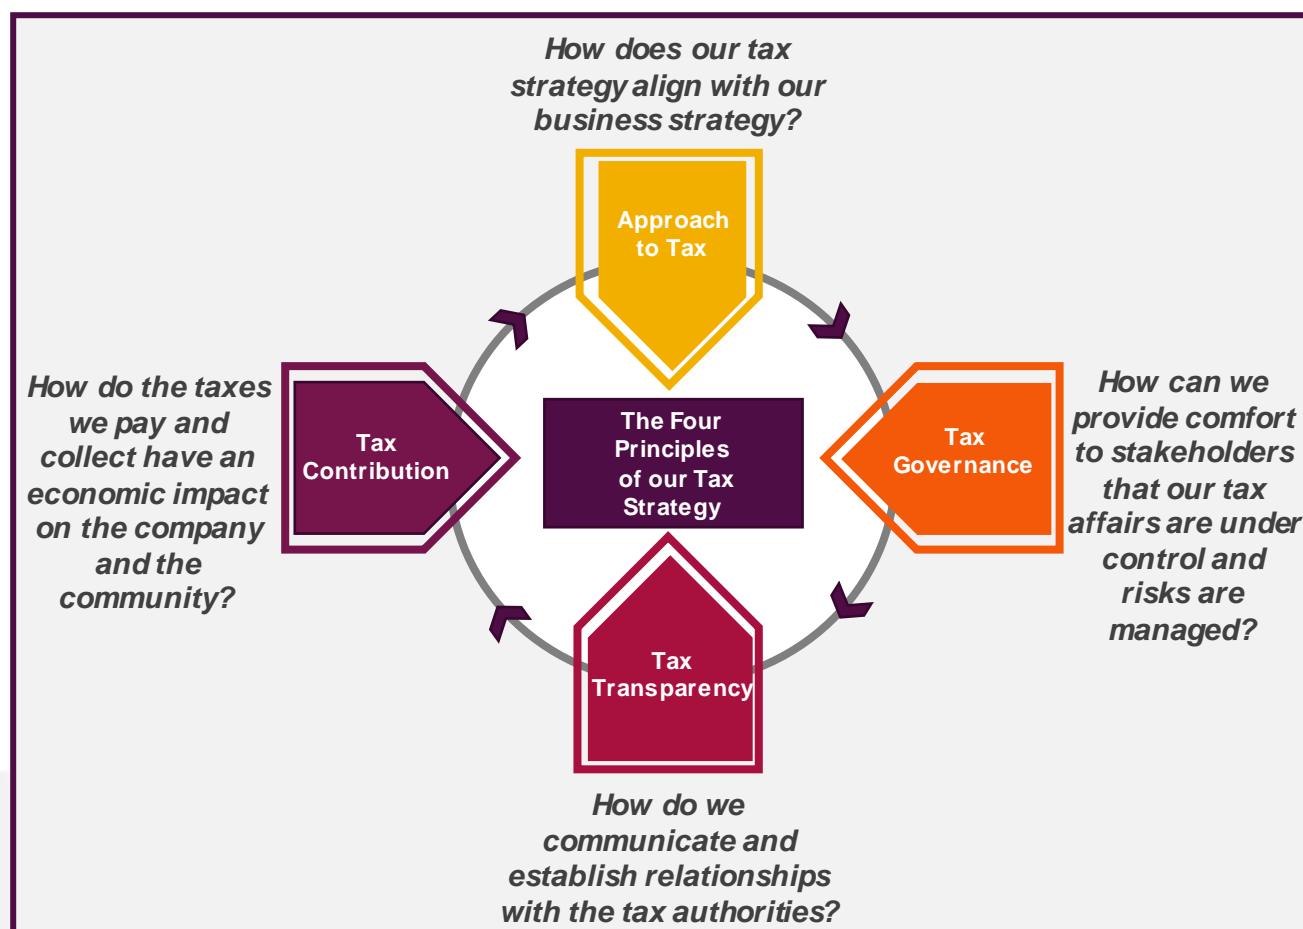 How does our tax
strategy align with our
business strategy?
Approach
to Tax
How do the taxes
we pay and
collect have an
economic impact
on the company
and the
community?
Tax
Contribution
The Four
Principles
of our Tax
Strategy
Tax
Governance
How can we
provide comfort
to stakeholders
that our tax
affairs are under
control and
risks are
managed?
Tax
Transparency
How do we
communicate and
establish relationships
with the tax authorities?